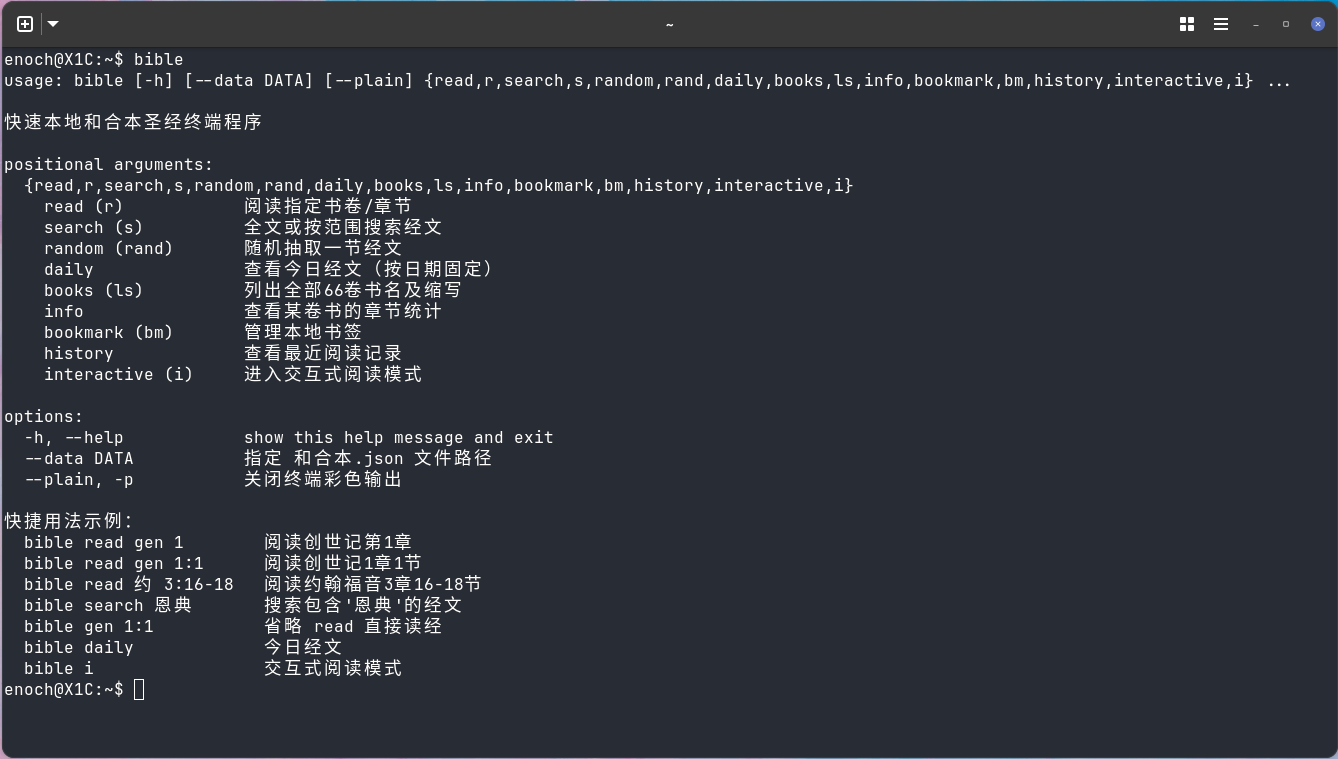 ~
enoch@X1C:~$ bible
usage: bible [-h] [--data DATA] [--plain] {read,r,search,s,random,rand,daily,books,ls,info,bookmark,bm,history,interactive,i} ...

快速本地和合本圣经终端程序

positional arguments:
  {read,r,search,s,random,rand,daily,books,ls,info,bookmark,bm,history,interactive,i}
    read (r)            阅读指定书卷/章节
    search (s)          全文或按范围搜索经文
    random (rand)       随机抽取一节经文
    daily               查看今日经文（按日期固定）
    books (ls)          列出全部66卷书名及缩写
    info                查看某卷书的章节统计
    bookmark (bm)       管理本地书签
    history             查看最近阅读记录
    interactive (i)     进入交互式阅读模式

options:
  -h, --help            show this help message and exit
  --data DATA           指定 和合本.json 文件路径
  --plain, -p           关闭终端彩色输出

快捷用法示例:
  bible read gen 1        阅读创世记第1章
  bible read gen 1:1      阅读创世记1章1节
  bible read 约 3:16-18   阅读约翰福音3章16-18节
  bible search 恩典       搜索包含'恩典'的经文
  bible gen 1:1           省略 read 直接读经
  bible daily             今日经文
  bible i                 交互式阅读模式
enoch@X1C:~$